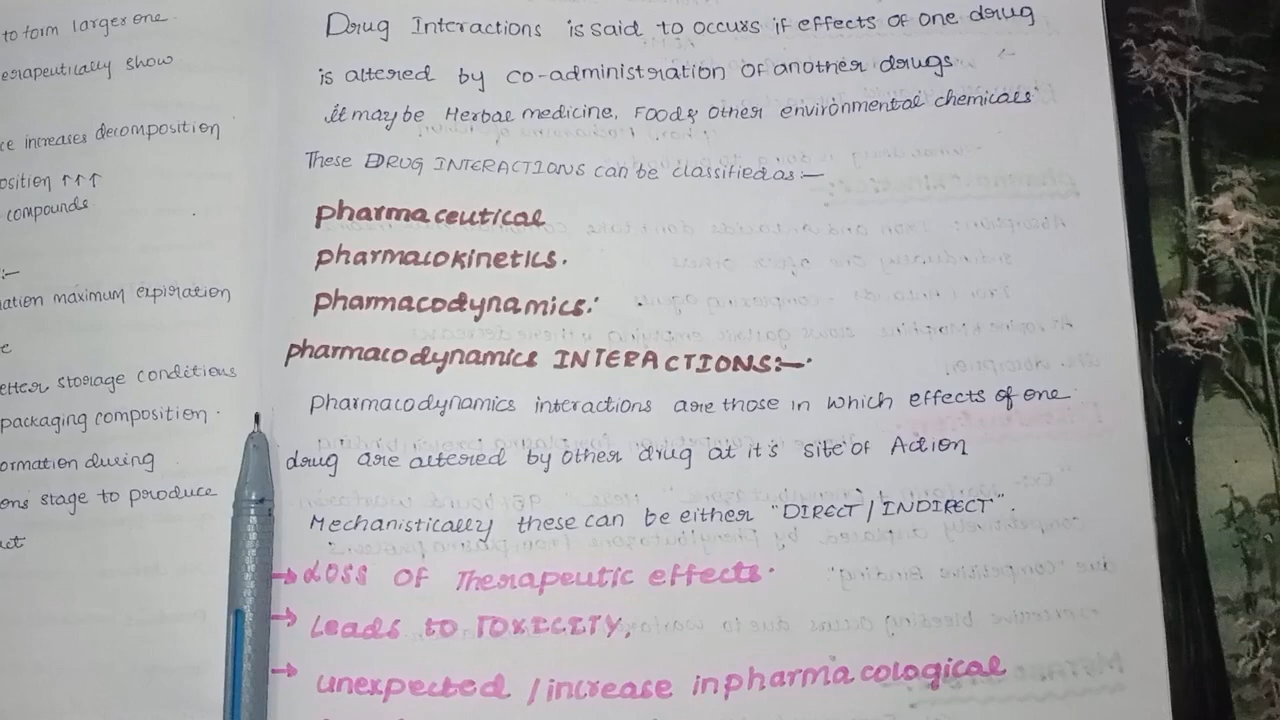 to form larger one
erapeutically show
ce increases decomposition
osition ↑↑↑
compounds
:—
ation maximum expiration
e
etter storage conditions
packaging composition.
ormation during
ons stage to produce
uct
Drug Interactions is said to occurs if effects of one drug
is altered by co-administration of another drugs
it may be Herbal medicine, Food & other environmental chemicals
These DRUG INTERACTIONS can be classified as:—
pharmaceutical
pharmacokinetics.
pharmacodynamics:
pharmacodynamics INTERACTIONS:—.
pharmacodynamics interactions are those in which effects of one
drug are altered by other drug at it's site of Action
Mechanistically these can be either "DIRECT/INDIRECT".
→ Loss OF Therapeutic effects.
→ Leads to TOXICITY,
→ unexpected /increase in pharmacological